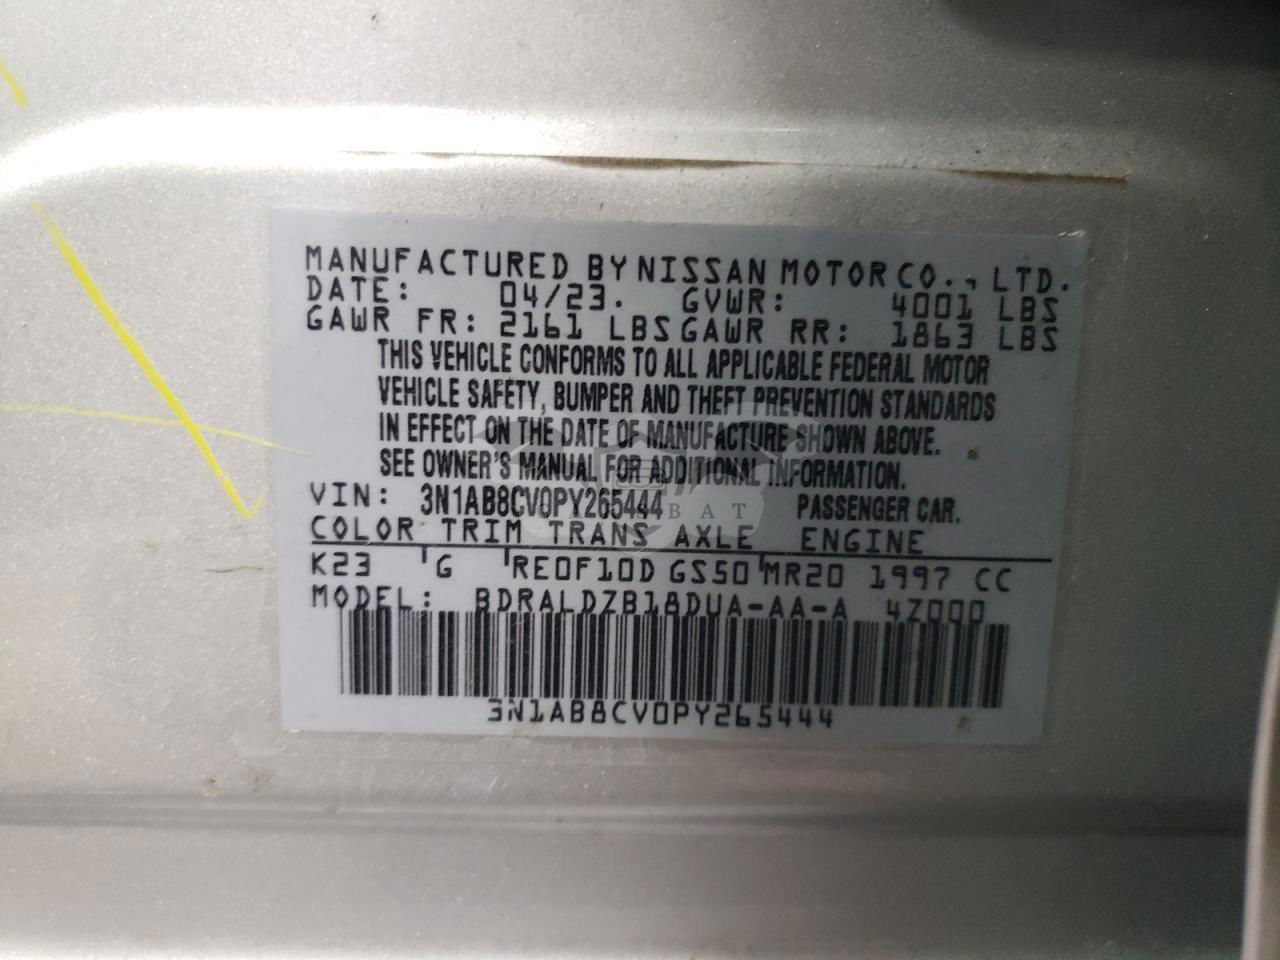 MANUFACTURED BY NISSAN MOTOR CO., LTD.
DATE: 04/23. GVWR: 4001 LBS
GAWR FR: 2161 LBS GAWR RR: 1863 LBS
THIS VEHICLE CONFORMS TO ALL APPLICABLE FEDERAL MOTOR
VEHICLE SAFETY, BUMPER AND THEFT PREVENTION STANDARDS
IN EFFECT ON THE DATE OF MANUFACTURE SHOWN ABOVE.
SEE OWNER'S MANUAL FOR ADDITIONAL INFORMATION.
VIN: 3N1AB8CV0PY265444 PASSENGER CAR.
COLOR TRIM TRANS AXLE ENGINE
K23 G RE0F10D GS50 MR20 1997 CC
MODEL: BDRALDZB18DUA-AA-A 4Z000
3N1AB8CV0PY265444